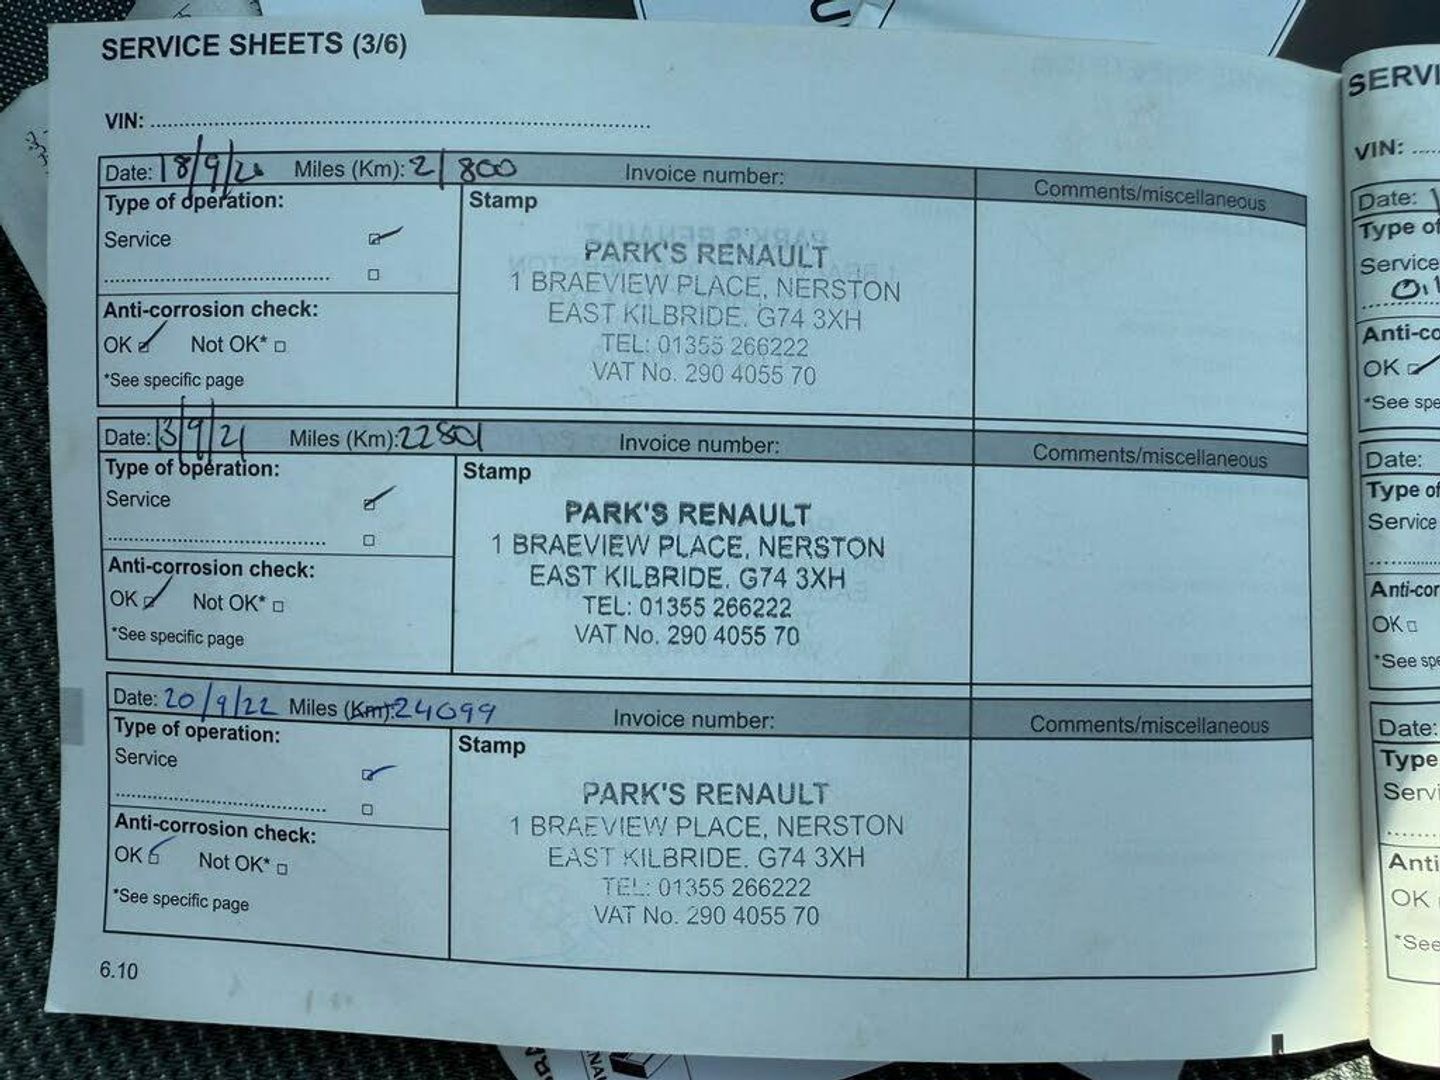 SERVICE SHEETS (3/6)
VIN:
Date: 18/9/20 Miles (Km): 21800 Invoice number: Comments/miscellaneous
Type of operation: Stamp
Service
PARK'S RENAULT
1 BRAEVIEW PLACE, NERSTON
EAST KILBRIDE. G74 3XH
TEL: 01355 266222
VAT No. 290 4055 70
Anti-corrosion check:
OK Not OK*
*See specific page
Date: 13/9/21 Miles (Km): 22801 Invoice number: Comments/miscellaneous
Type of operation: Stamp
Service
PARK'S RENAULT
1 BRAEVIEW PLACE, NERSTON
EAST KILBRIDE. G74 3XH
TEL: 01355 266222
VAT No. 290 4055 70
Anti-corrosion check:
OK Not OK*
*See specific page
Date: 20/9/22 Miles (Km): 24099 Invoice number: Comments/miscellaneous
Type of operation: Stamp
Service
PARK'S RENAULT
1 BRAEVIEW PLACE, NERSTON
EAST KILBRIDE. G74 3XH
TEL: 01355 266222
VAT No. 290 4055 70
Anti-corrosion check:
OK Not OK*
*See specific page
6.10
SERVI
VIN:
Date:
Type of
Service
Anti-co
OK
*See spe
Date:
Type of
Service
Anti-cor
OK
*See spe
Date:
Type
Servi
Anti
OK
*See